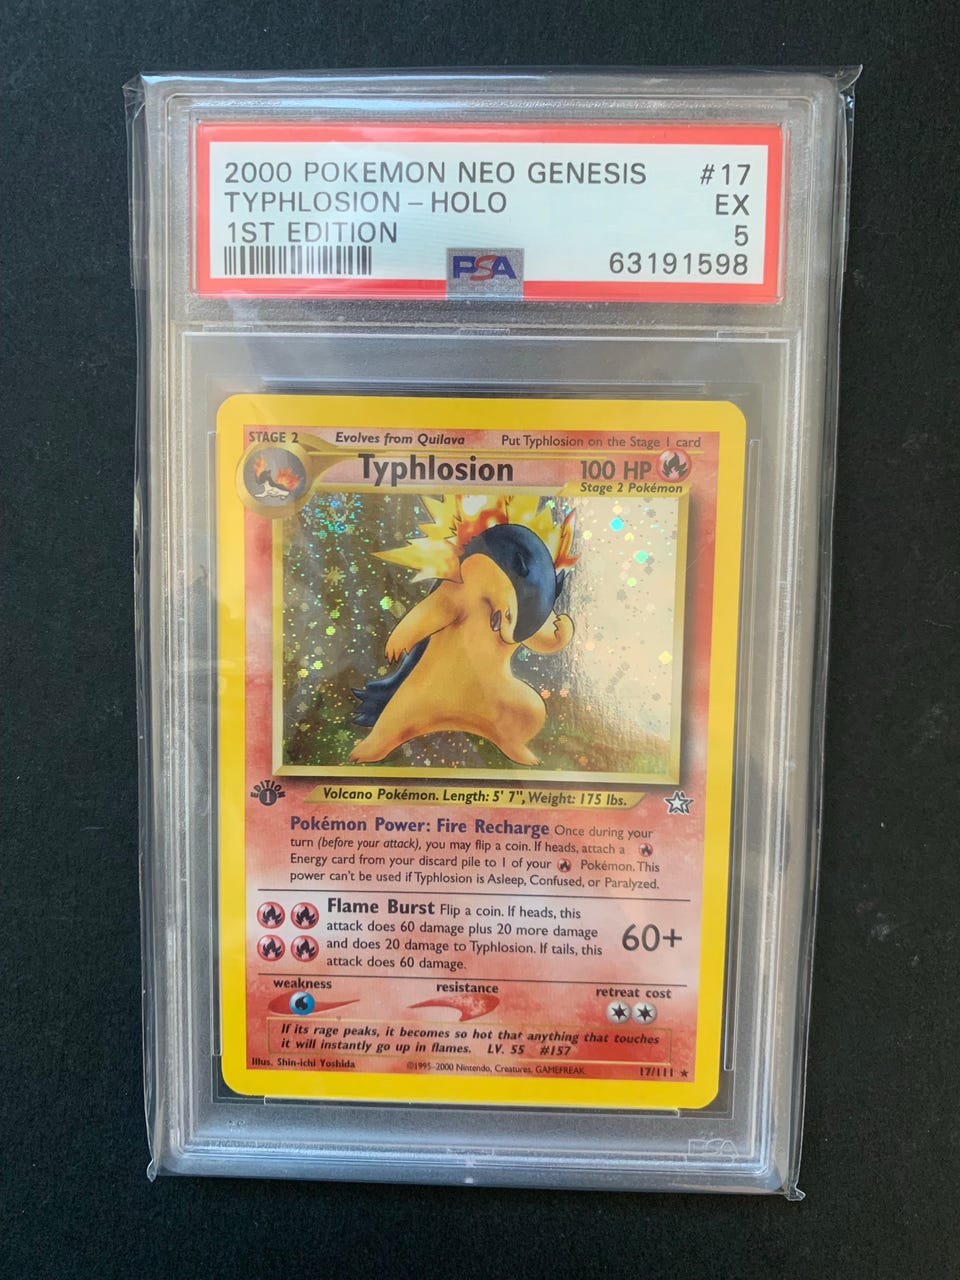 2000 POKEMON NEO GENESIS #17
TYPHLOSION - HOLO EX
1ST EDITION 5
PSA 63191598
STAGE 2 Evolves from Quilava Put Typhlosion on the Stage 1 card
Typhlosion 100 HP
Stage 2 Pokémon
EDITION 1
Volcano Pokémon. Length: 5' 7", Weight: 175 lbs.
Pokémon Power: Fire Recharge Once during your
turn (before your attack), you may flip a coin. If heads, attach a
Energy card from your discard pile to 1 of your Pokémon. This
power can't be used if Typhlosion is Asleep, Confused, or Paralyzed.
Flame Burst Flip a coin. If heads, this
attack does 60 damage plus 20 more damage 60+
and does 20 damage to Typhlosion. If tails, this
attack does 60 damage.
weakness resistance retreat cost
If its rage peaks, it becomes so hot that anything that touches
it will instantly go up in flames. LV. 55 #157
Illus. Shin-ichi Yoshida ©1995-2000 Nintendo, Creatures, GAMEFREAK. 17/111 ★
PSA